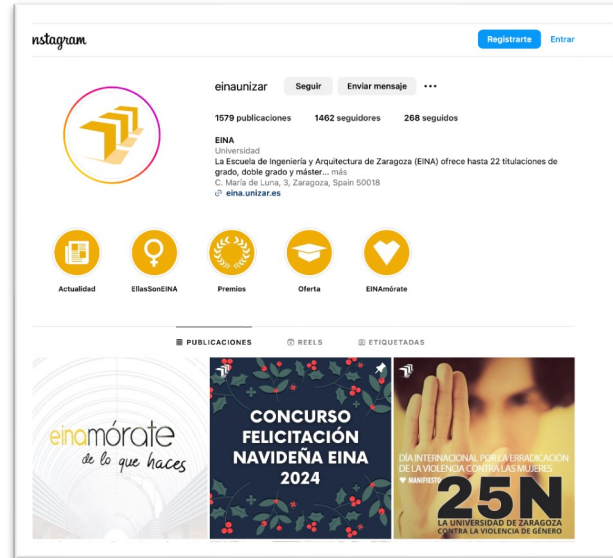 nstagram
Registrarte Entrar
einaunizar Seguir Enviar mensaje
1579 publicaciones 1462 seguidores 268 seguidos
EINA
Universidad
La Escuela de Ingeniería y Arquitectura de Zaragoza (EINA) ofrece hasta 22 titulaciones de
grado, doble grado y máster... más
C. María de Luna, 3, Zaragoza, Spain 50018
eina.unizar.es
Actualidad EllasSonEINA Premios Oferta EINAmórate
PUBLICACIONES REELS ETIQUETADAS
einamórate
de lo que haces
CONCURSO
FELICITACIÓN
NAVIDEÑA EINA
2024
DÍA INTERNACIONAL POR LA ERRADICACIÓN
DE LA VIOLENCIA CONTRA LAS MUJERES
MANIFIESTO
25N
LA UNIVERSIDAD DE ZARAGOZA
CONTRA LA VIOLENCIA DE GÉNERO